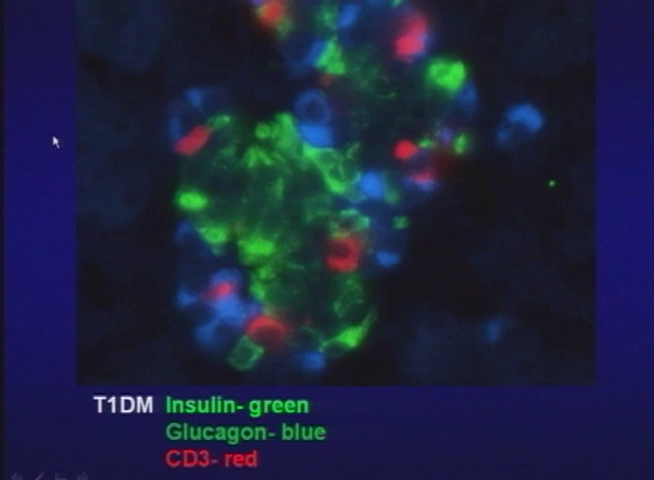 T1DM Insulin- green
Glucagon- blue
CD3- red